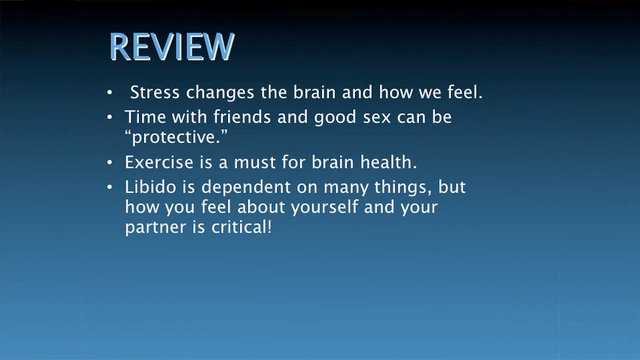 REVIEW
• Stress changes the brain and how we feel.
• Time with friends and good sex can be
“protective.”
• Exercise is a must for brain health.
• Libido is dependent on many things, but
how you feel about yourself and your
partner is critical!